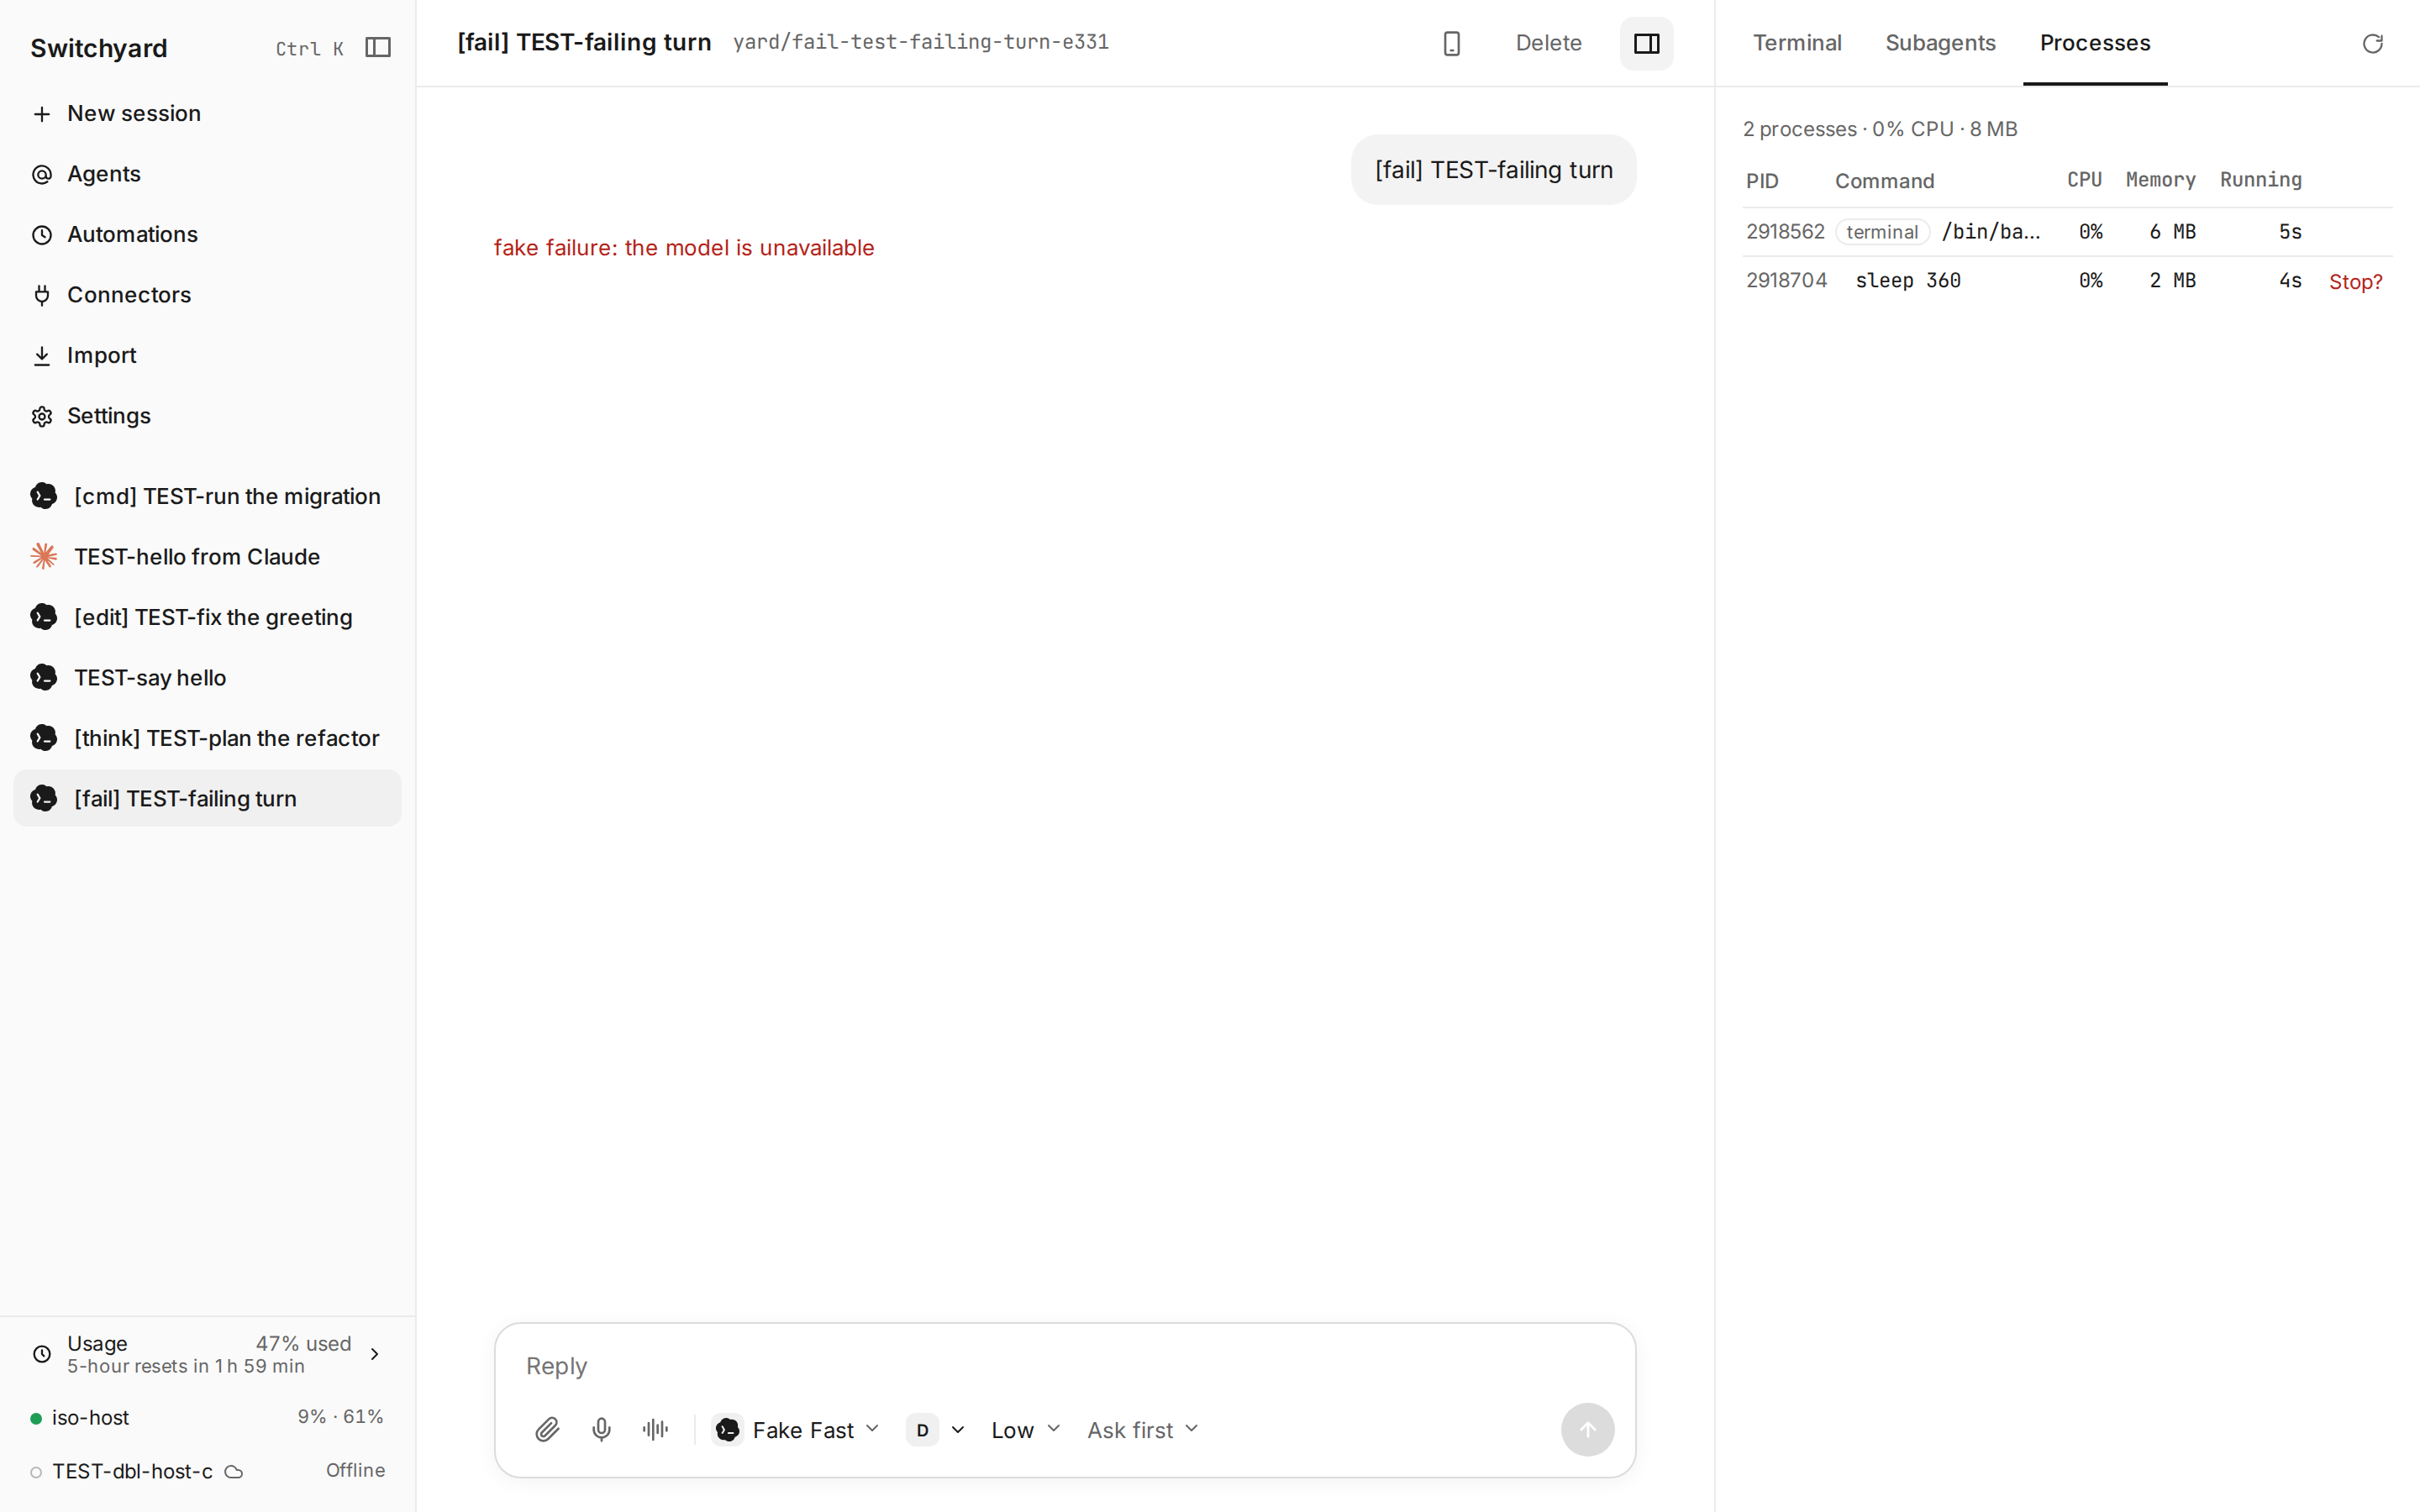 Switchyard Ctrl K
New session
Agents
Automations
Connectors
Import
Settings
[cmd] TEST-run the migration
TEST-hello from Claude
[edit] TEST-fix the greeting
TEST-say hello
[think] TEST-plan the refactor
[fail] TEST-failing turn
Usage 47% used
5-hour resets in 1 h 59 min
iso-host 9% · 61%
TEST-dbl-host-c Offline
[fail] TEST-failing turn yard/fail-test-failing-turn-e331 Delete
[fail] TEST-failing turn
fake failure: the model is unavailable
Reply
Fake Fast D Low Ask first
Terminal Subagents Processes
2 processes · 0% CPU · 8 MB
PID Command CPU Memory Running
2918562 terminal /bin/ba... 0% 6 MB 5s
2918704 sleep 360 0% 2 MB 4s Stop?